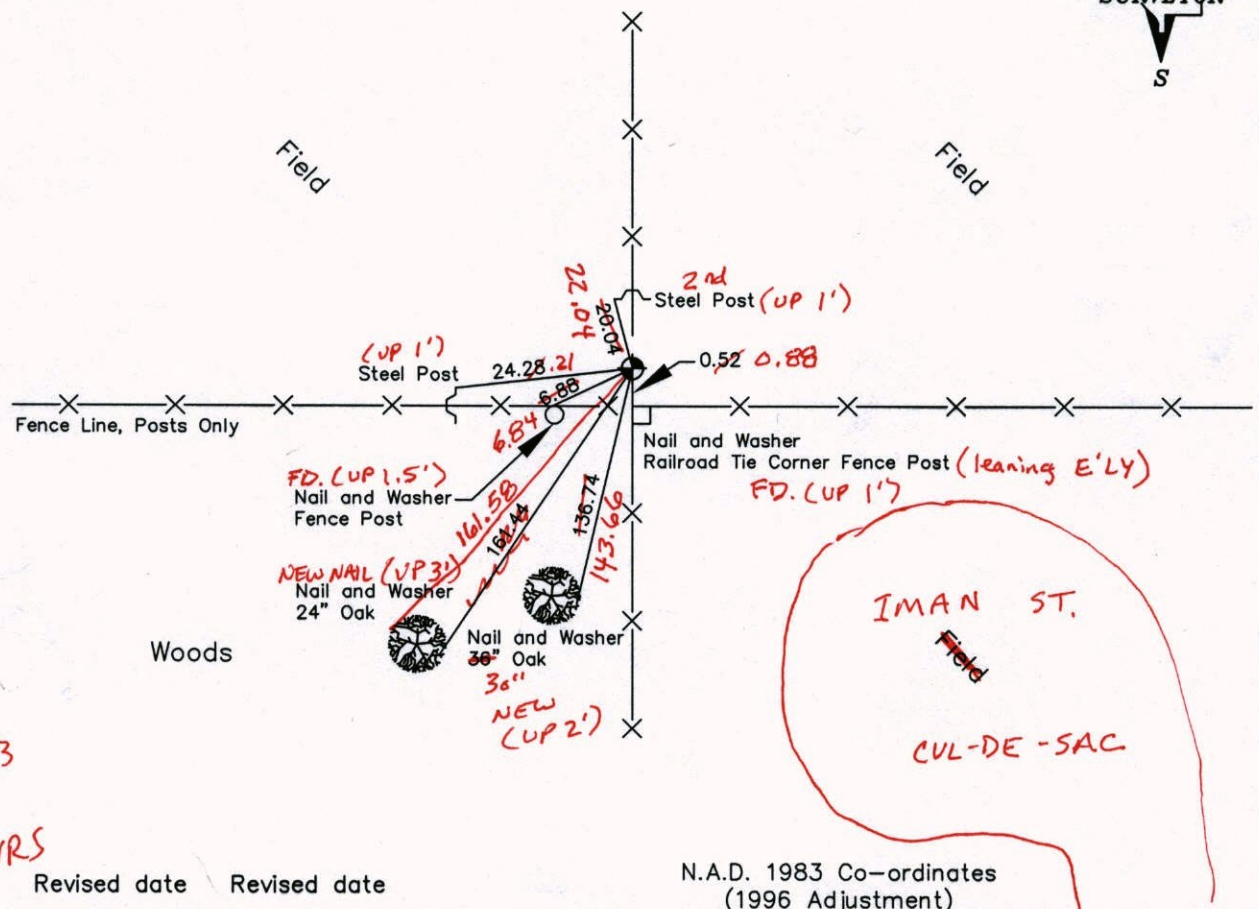 S
Field
Field
22.04
20.04
2nd
Steel Post (UP 1')
(UP 1')
Steel Post
24.28 .21
0.52 0.88
6.88
6.84
Fence Line, Posts Only
Nail and Washer
Railroad Tie Corner Fence Post (leaning E'LY)
FD. (UP 1')
FD. (UP 1.5')
Nail and Washer
Fence Post
161.58
161.44
136.74
143.66
NEW NAIL (UP 3')
Nail and Washer
24" Oak
Nail and Washer
36" Oak
30"
NEW
(UP 2')
Woods
IMAN ST.
Field
CUL-DE-SAC
3
Revised date Revised date
N.A.D. 1983 Co-ordinates
(1996 Adjustment)